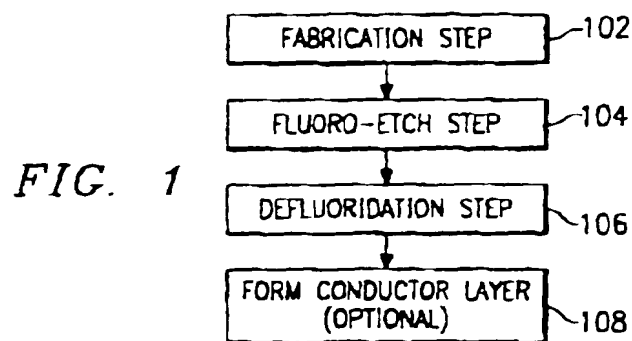 FABRICATION STEP 102
FLUORO-ETCH STEP 104
FIG. 1
DEFLUORIDATION STEP 106
FORM CONDUCTOR LAYER
(OPTIONAL) 108